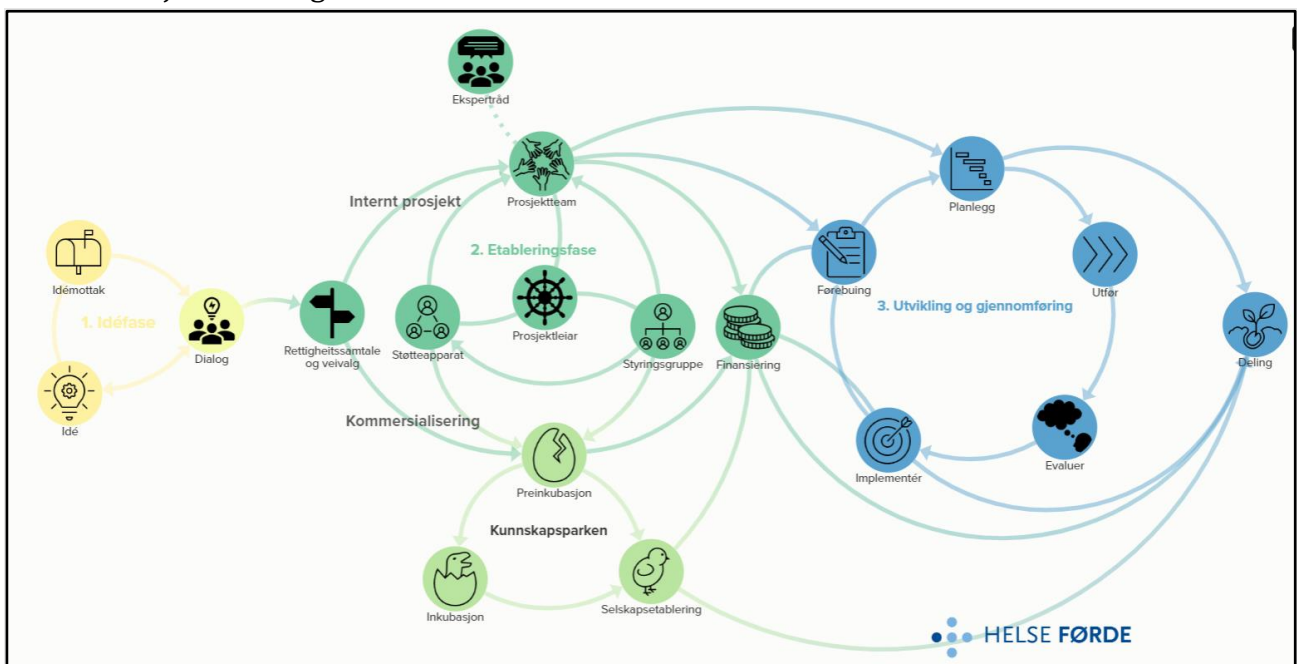 Ekspertråd
Prosjektteam
Internt prosjekt
Planlegg
Idémottak
1. Idéfase
Dialog
Idé
Rettigheitssamtale
og veivalg
2. Etableringsfase
Støtteapparat
Prosjektleiar
Styringsgruppe
Finansiering
Førebuing
3. Utvikling og gjennomføring
Utfør
Deling
Kommersialisering
Preinkubasjon
Implementér
Evaluer
Kunnskapsparken
Inkubasjon
Selskapsetablering
HELSE FØRDE